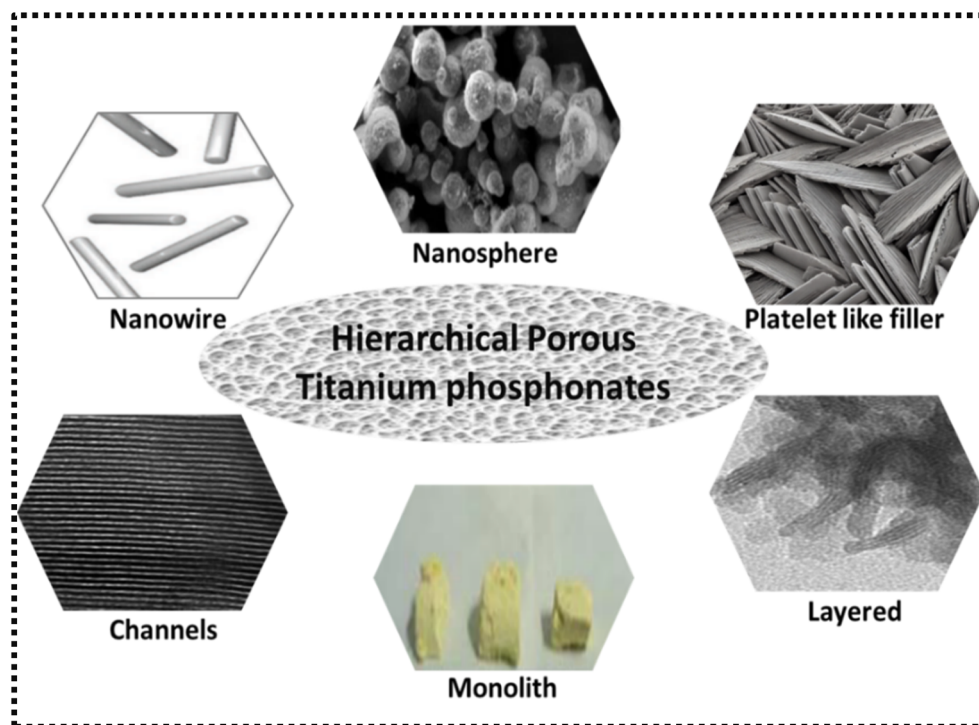 Nanosphere
Nanowire
Platelet like filler
Hierarchical Porous
Titanium phosphonates
Channels
Layered
Monolith